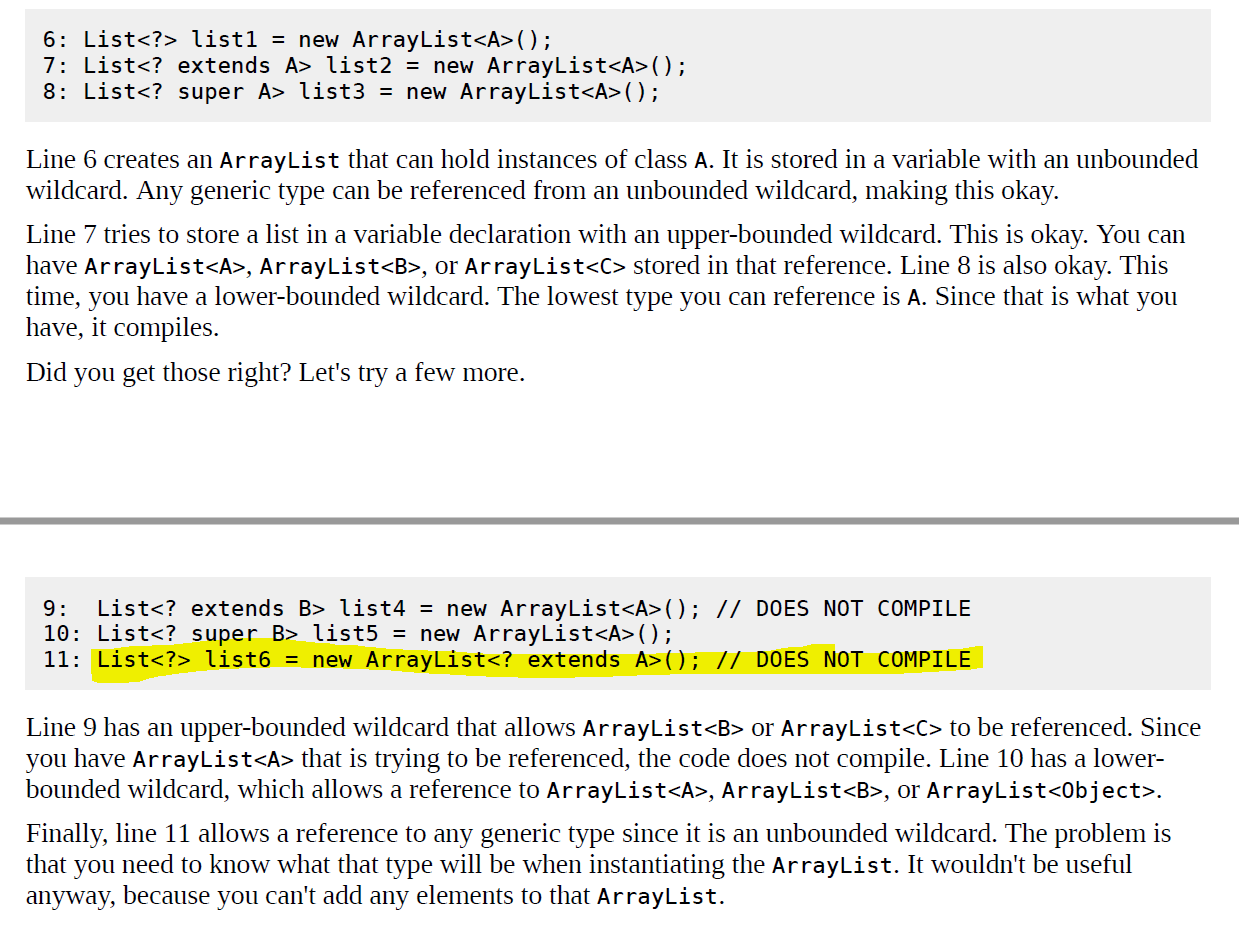 6: List<?> list1 = new ArrayList<A>();
7: List<? extends A> list2 = new ArrayList<A>();
8: List<? super A> list3 = new ArrayList<A>();
Line 6 creates an ArrayList that can hold instances of class A. It is stored in a variable with an unbounded
wildcard. Any generic type can be referenced from an unbounded wildcard, making this okay.
Line 7 tries to store a list in a variable declaration with an upper-bounded wildcard. This is okay. You can
have ArrayList<A>, ArrayList<B>, or ArrayList<C> stored in that reference. Line 8 is also okay. This
time, you have a lower-bounded wildcard. The lowest type you can reference is A. Since that is what you
have, it compiles.
Did you get those right? Let's try a few more.
9:  List<? extends B> list4 = new ArrayList<A>(); // DOES NOT COMPILE
10: List<? super B> list5 = new ArrayList<A>();
11: List<?> list6 = new ArrayList<? extends A>(); // DOES NOT COMPILE
Line 9 has an upper-bounded wildcard that allows ArrayList<B> or ArrayList<C> to be referenced. Since
you have ArrayList<A> that is trying to be referenced, the code does not compile. Line 10 has a lower-
bounded wildcard, which allows a reference to ArrayList<A>, ArrayList<B>, or ArrayList<Object>.
Finally, line 11 allows a reference to any generic type since it is an unbounded wildcard. The problem is
that you need to know what that type will be when instantiating the ArrayList. It wouldn't be useful
anyway, because you can't add any elements to that ArrayList.